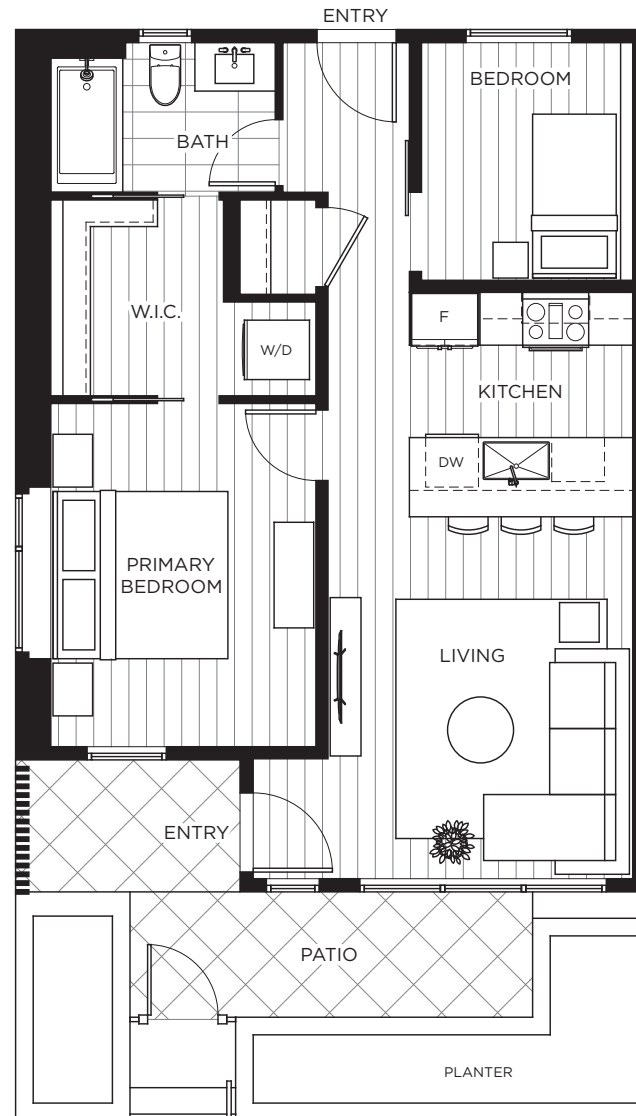 ENTRY
BEDROOM
BATH
W.I.C.
F
W/D
KITCHEN
DW
PRIMARY
BEDROOM
LIVING
ENTRY
PATIO
PLANTER